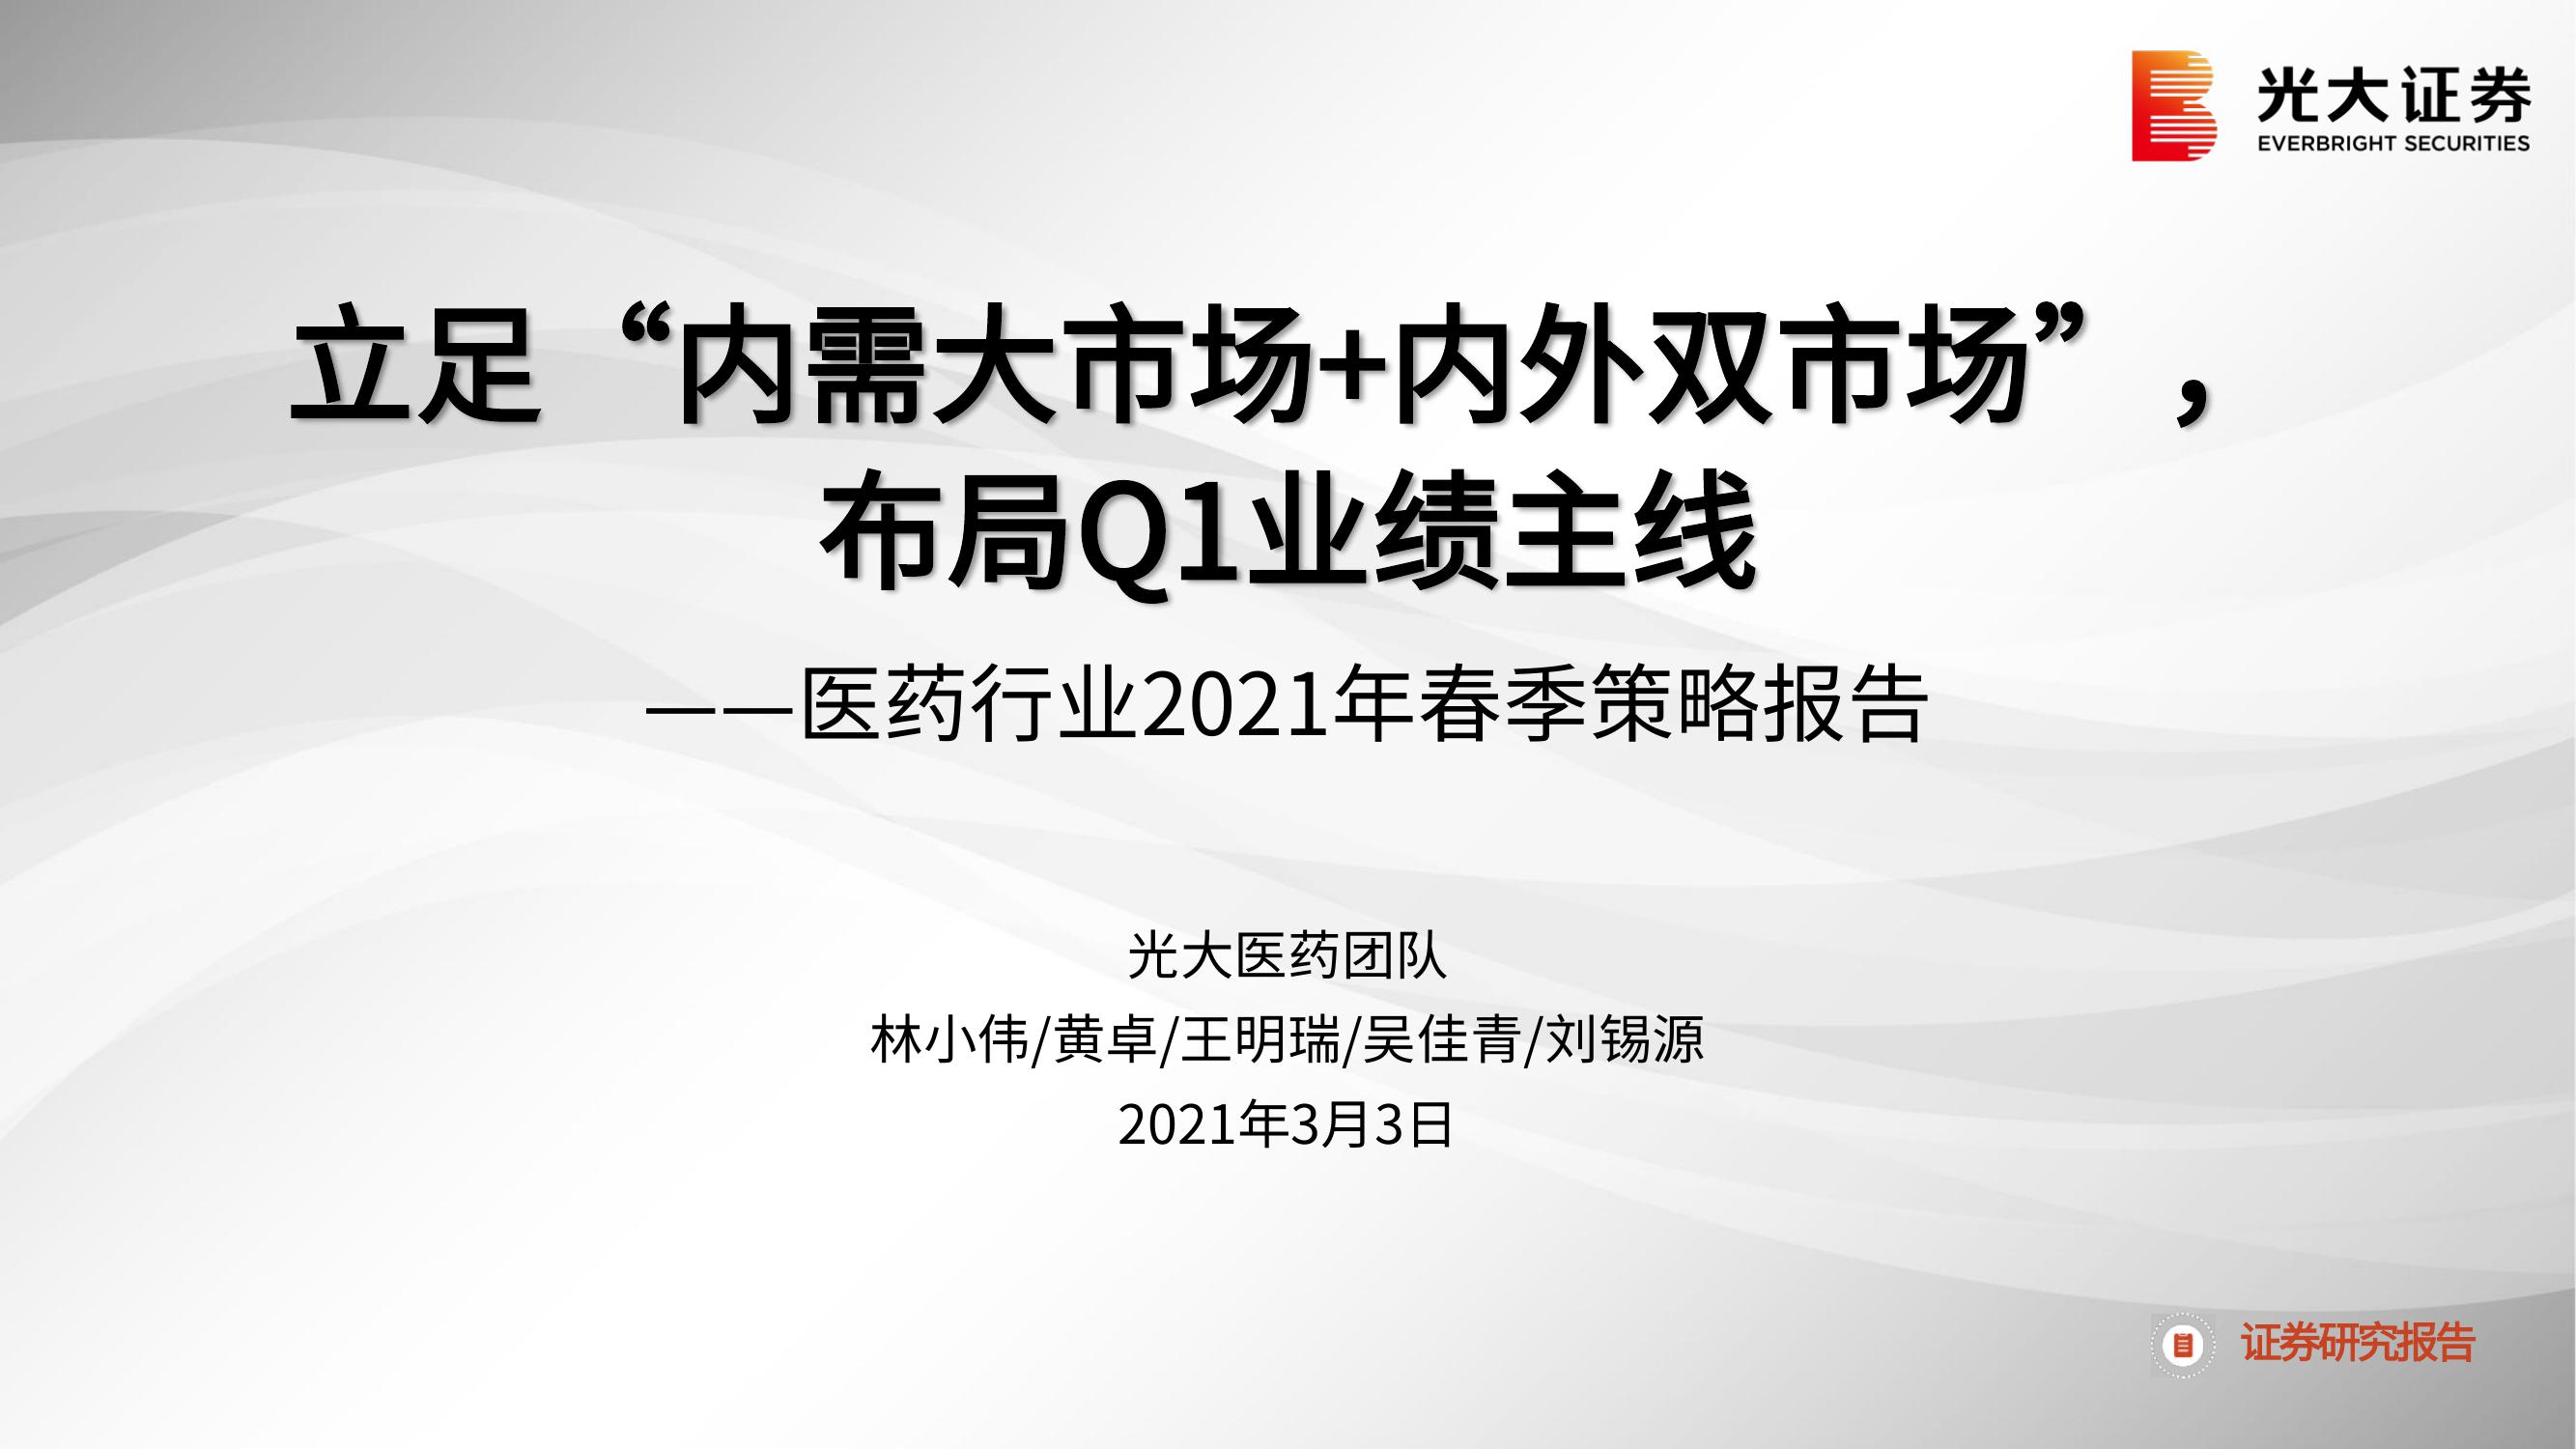 光大证券
EVERBRIGHT SECURITIES
立足“内需大市场+内外双市场”，
布局Q1业绩主线
——医药行业2021年春季策略报告
光大医药团队
林小伟/黄卓/王明瑞/吴佳青/刘锡源
2021年3月3日
证券研究报告